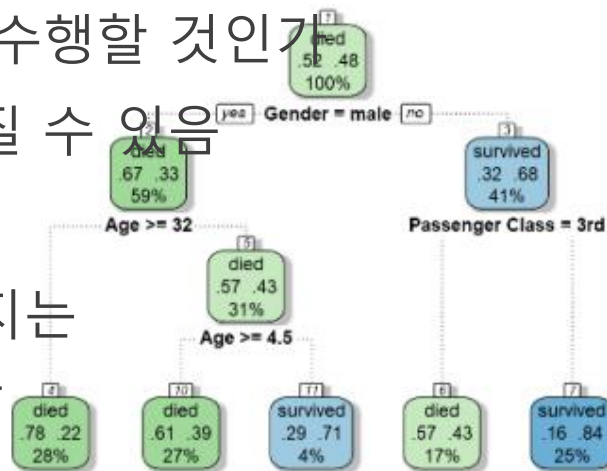 수행할 것인가
질 수 있음
지는
1
died
.52 .48
100%
yes Gender = male no
2
died
.67 .33
59%
3
survived
.32 .68
41%
Age >= 32
Passenger Class = 3rd
5
died
.57 .43
31%
Age >= 4.5
4
died
.78 .22
28%
10
died
.61 .39
27%
11
survived
.29 .71
4%
6
died
.57 .43
17%
7
survived
.16 .84
25%